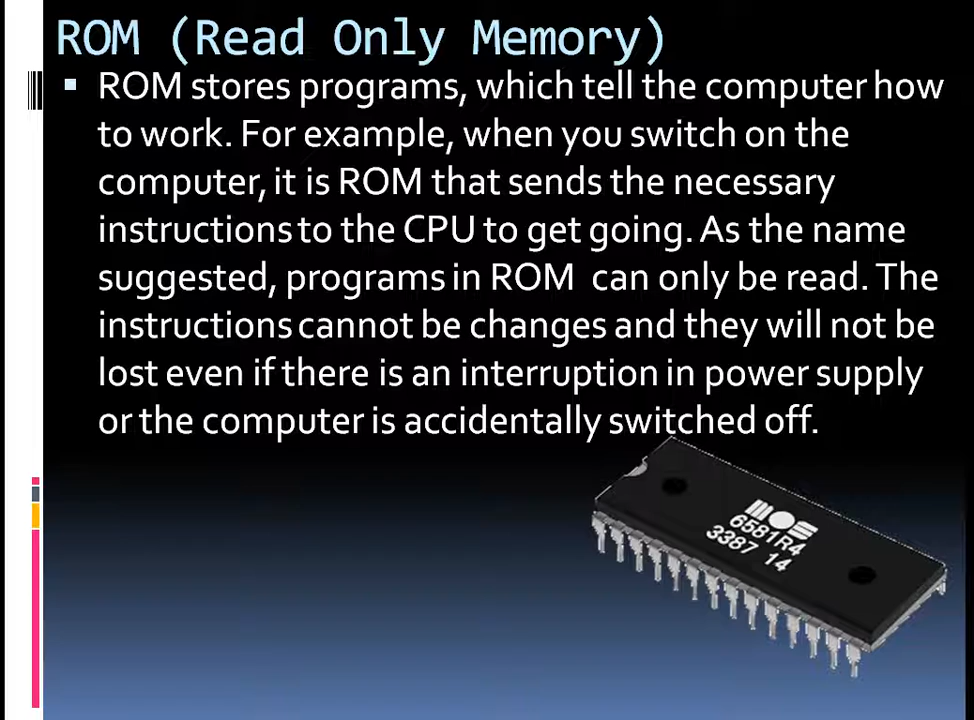 ROM (Read Only Memory)
ROM stores programs, which tell the computer how
to work. For example, when you switch on the
computer, it is ROM that sends the necessary
instructions to the CPU to get going. As the name
suggested, programs in ROM can only be read. The
instructions cannot be changes and they will not be
lost even if there is an interruption in power supply
or the computer is accidentally switched off.
mos
6581R4
3387 14